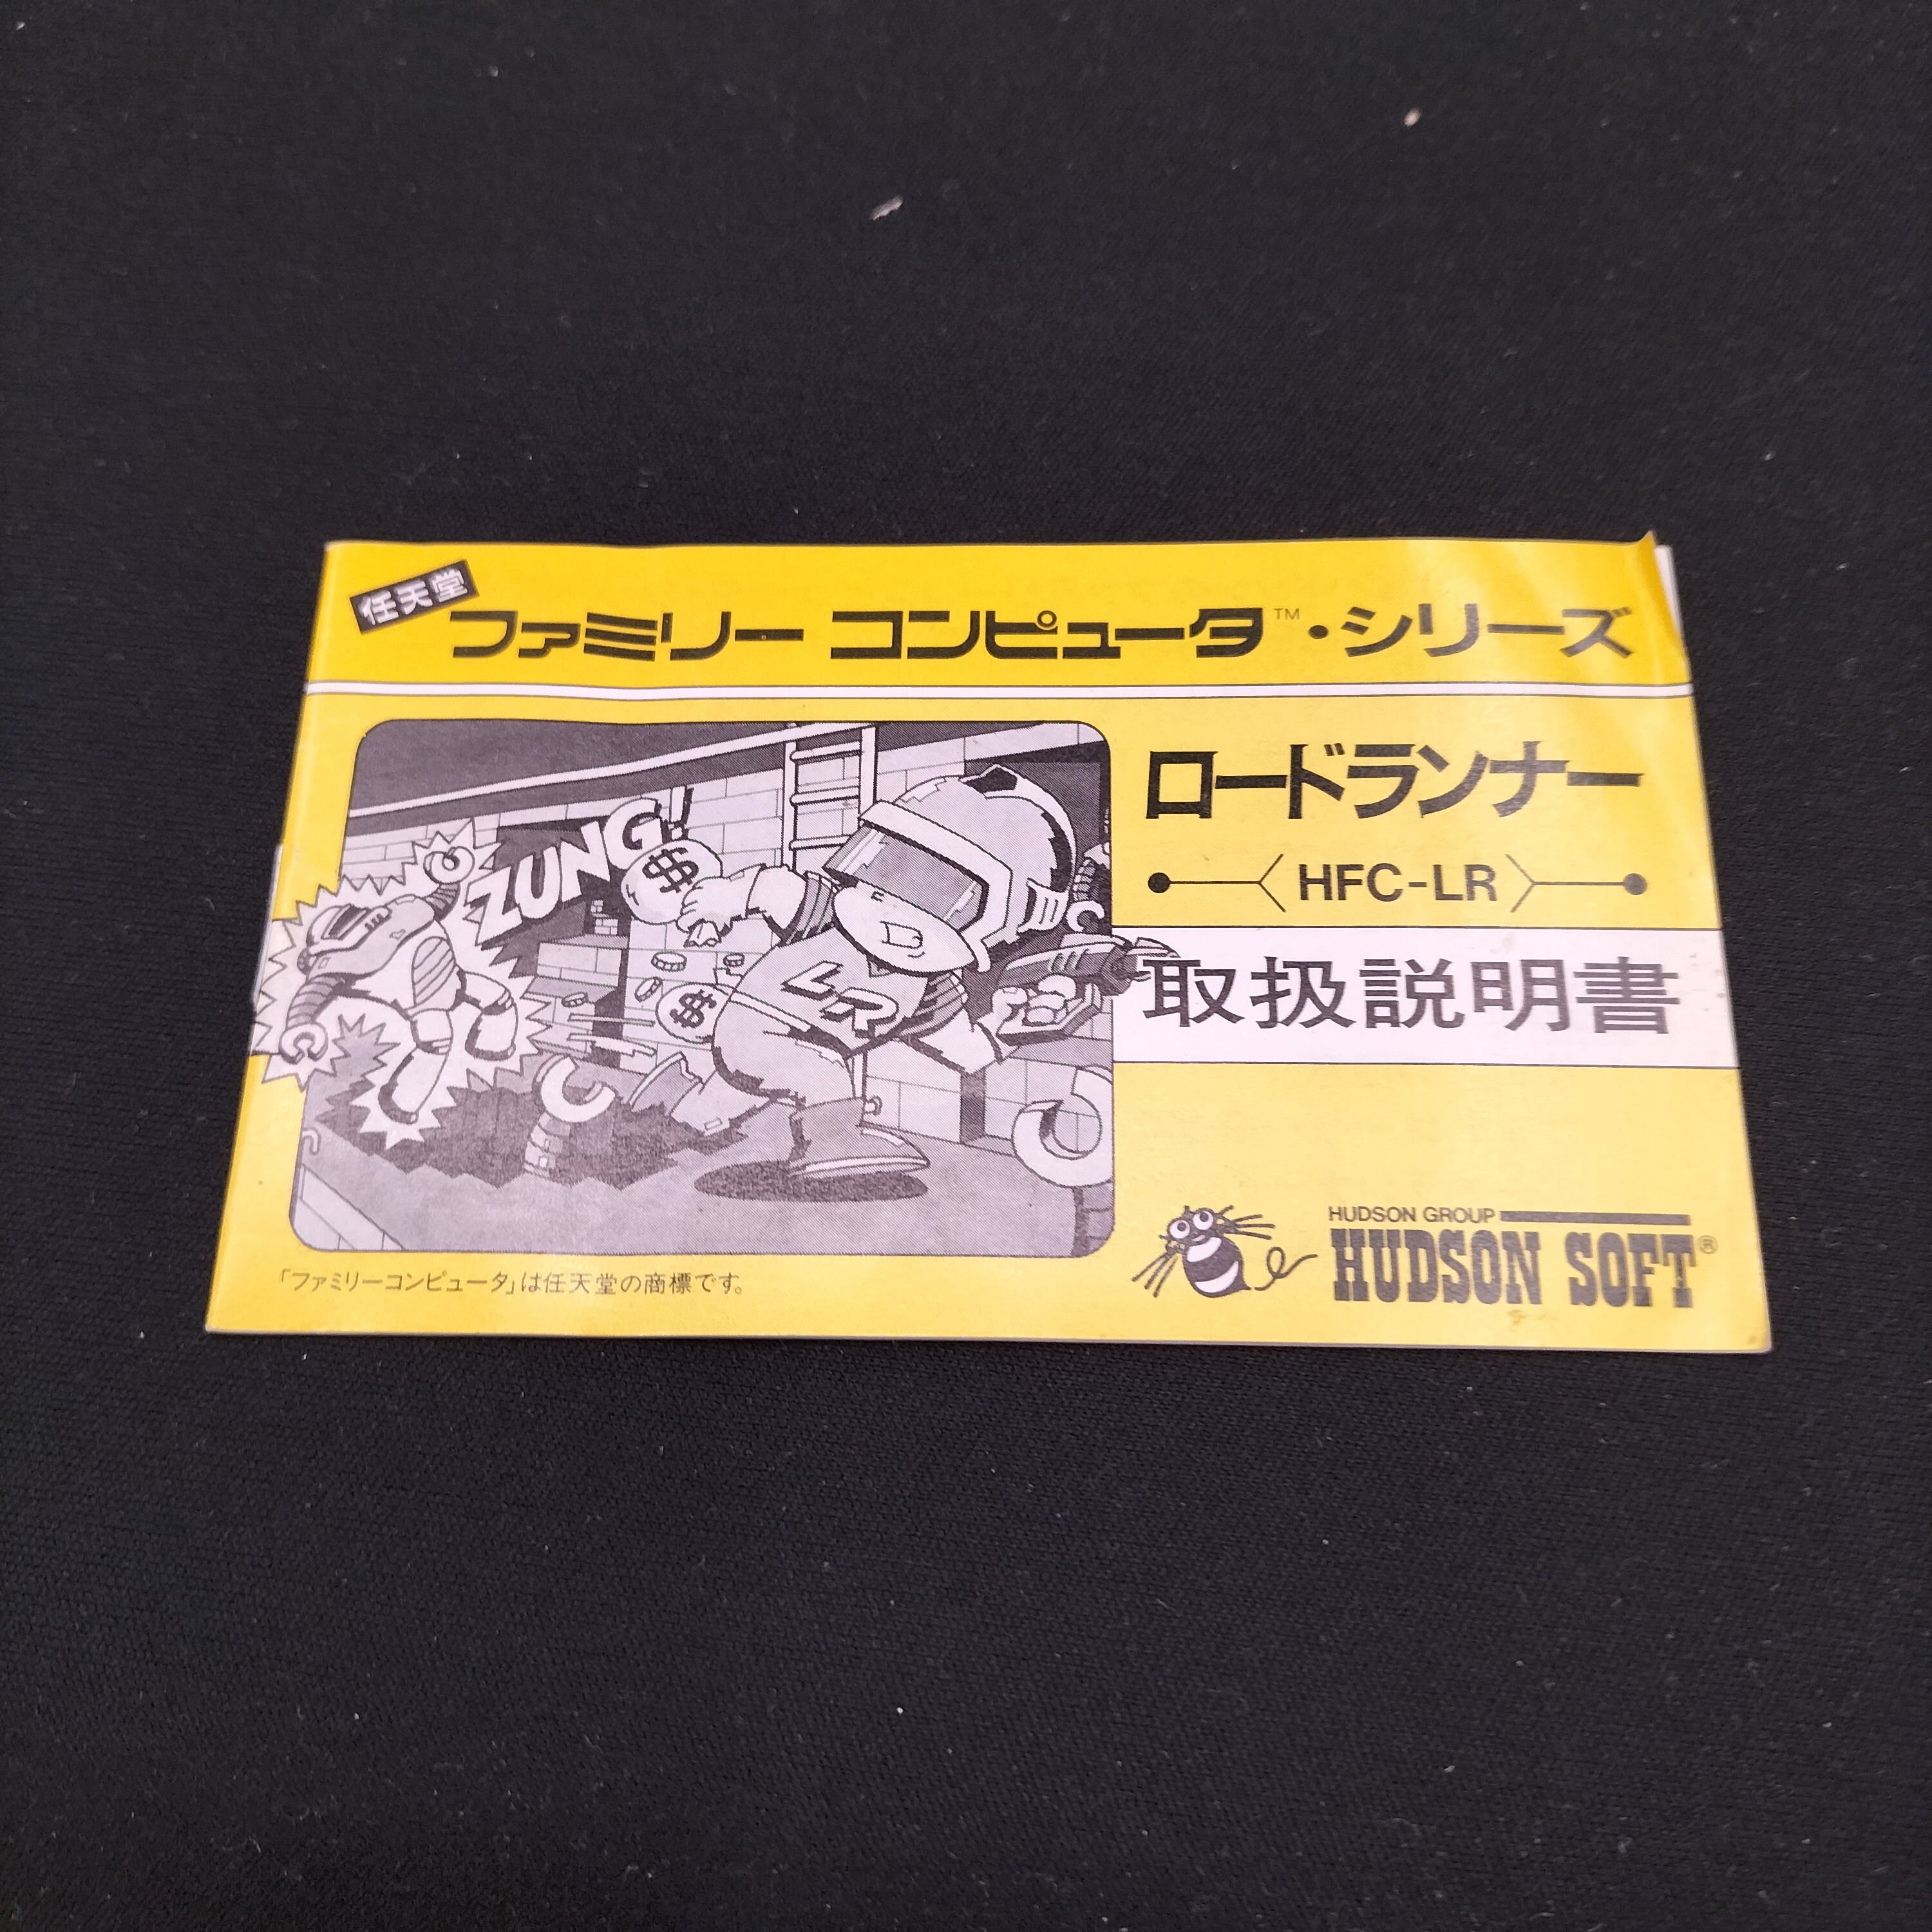 任天堂
ファミリー コンピュータ™・シリーズ
ロードランナー
HFC-LR
取扱説明書
ZUNG!!
$
$
LR
HUDSON GROUP
HUDSON SOFT®
「ファミリーコンピュータ」は任天堂の商標です。